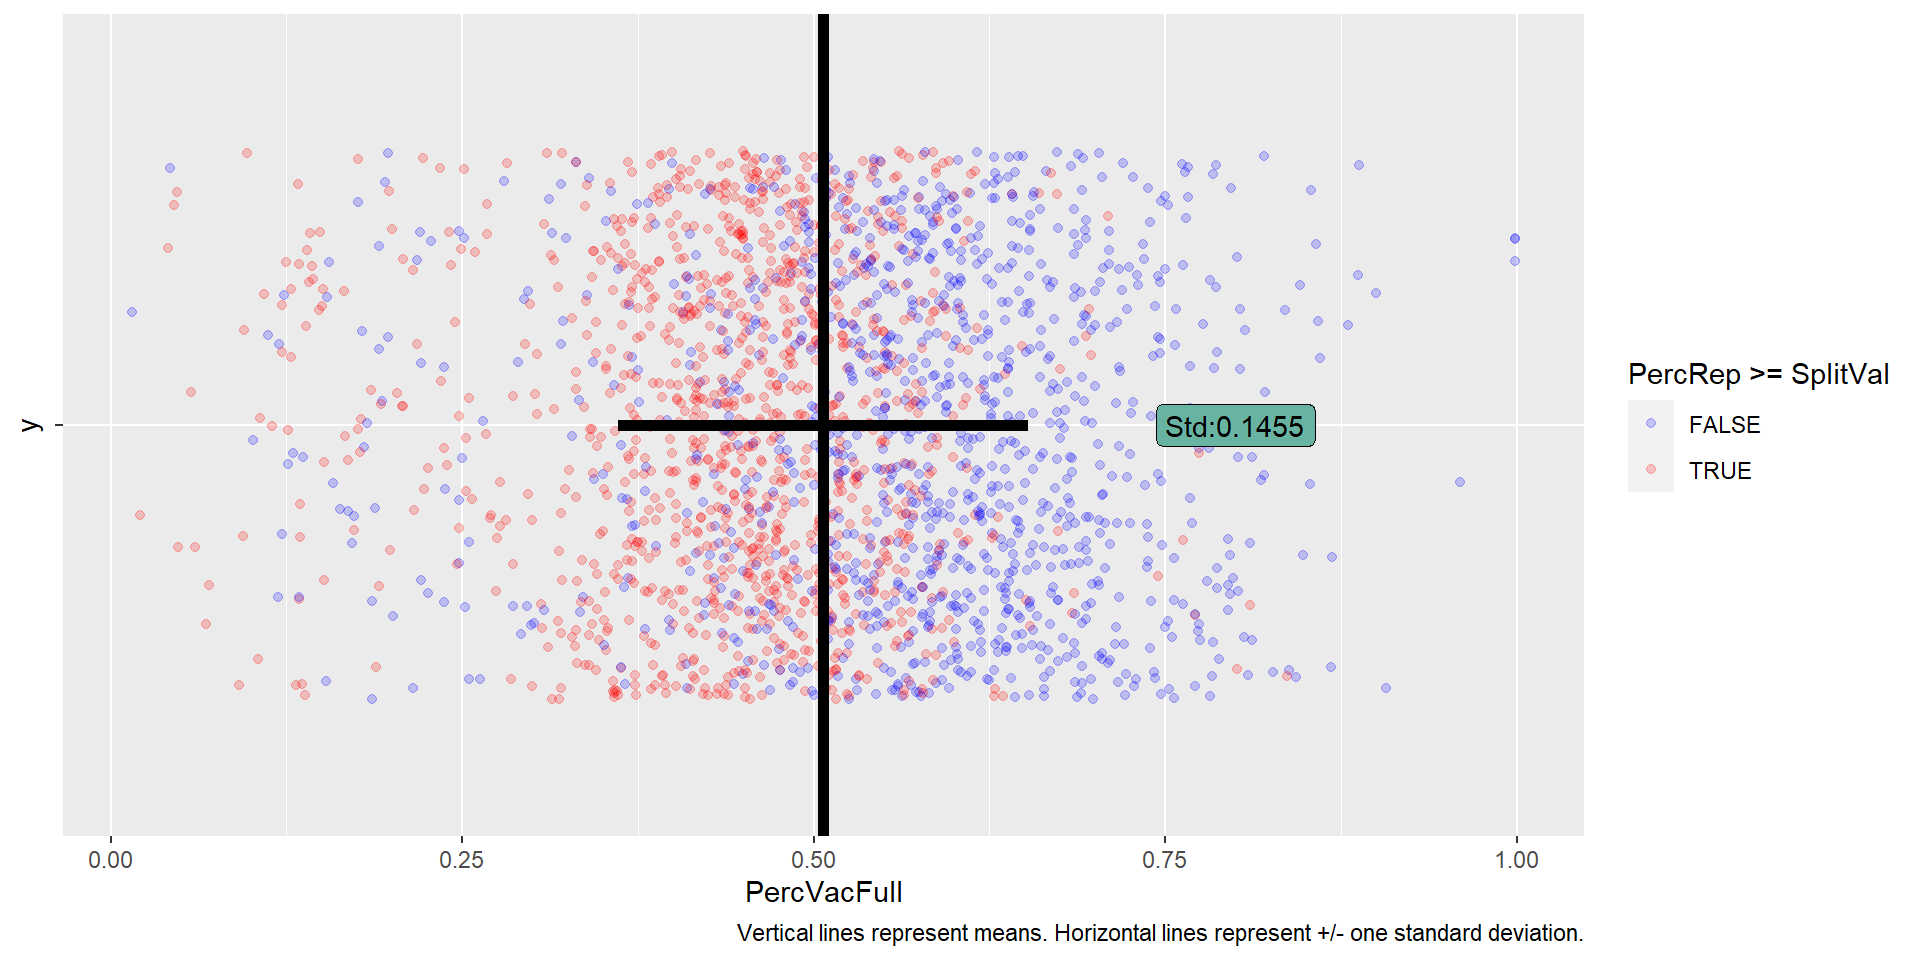 y
Std:0.1455
0.00 0.25 0.50 0.75 1.00
PercVacFull
Vertical lines represent means. Horizontal lines represent +/- one standard deviation.
PercRep >= SplitVal
FALSE
TRUE